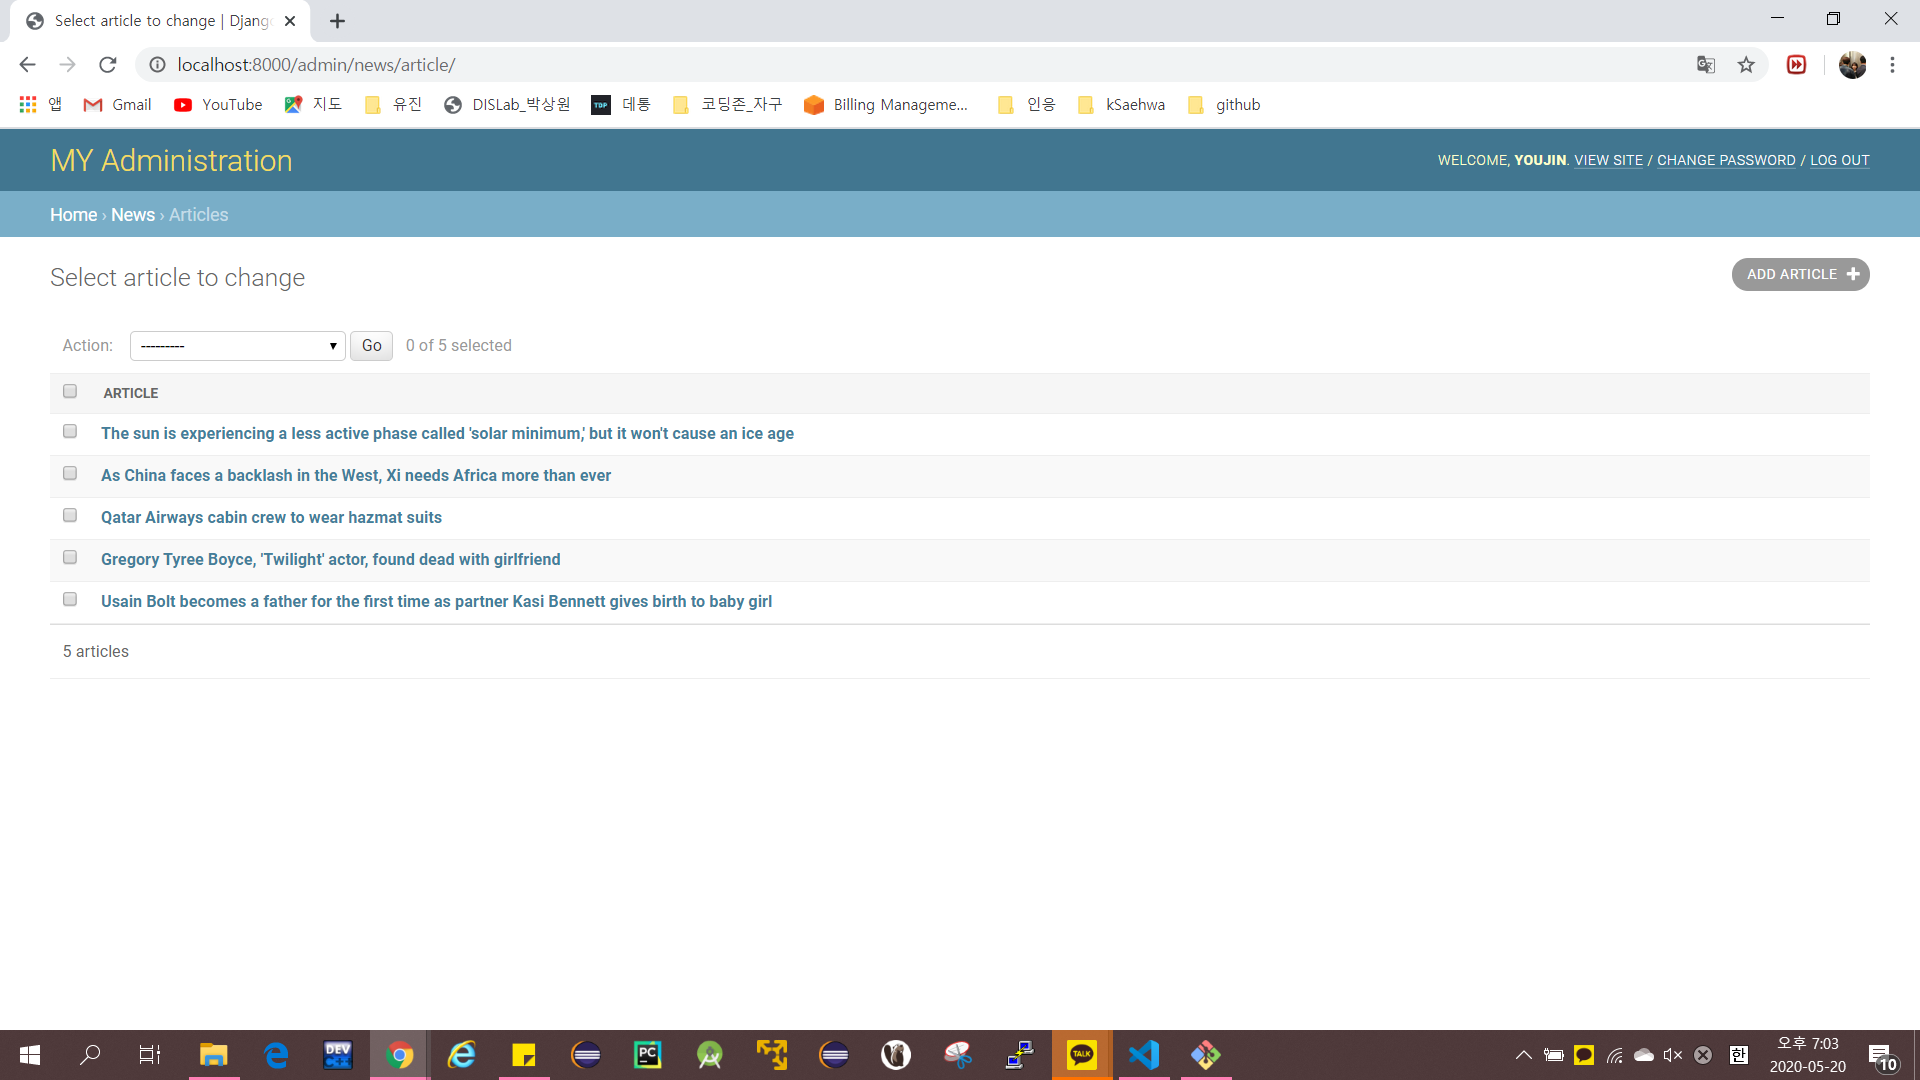 Select article to change | Djang
localhost:8000/admin/news/article/
앱 Gmail YouTube 지도 유진 DISLab_박상원 TDP 데통 코딩존_자구 Billing Manageme... 인응 kSaehwa github
MY Administration
WELCOME, YOUJIN. VIEW SITE / CHANGE PASSWORD / LOG OUT
Home › News › Articles
Select article to change
ADD ARTICLE +
Action: --------- Go 0 of 5 selected
ARTICLE
The sun is experiencing a less active phase called 'solar minimum,' but it won't cause an ice age
As China faces a backlash in the West, Xi needs Africa more than ever
Qatar Airways cabin crew to wear hazmat suits
Gregory Tyree Boyce, 'Twilight' actor, found dead with girlfriend
Usain Bolt becomes a father for the first time as partner Kasi Bennett gives birth to baby girl
5 articles
DEV C++ PC TALK 한
오후 7:03
2020-05-20
10